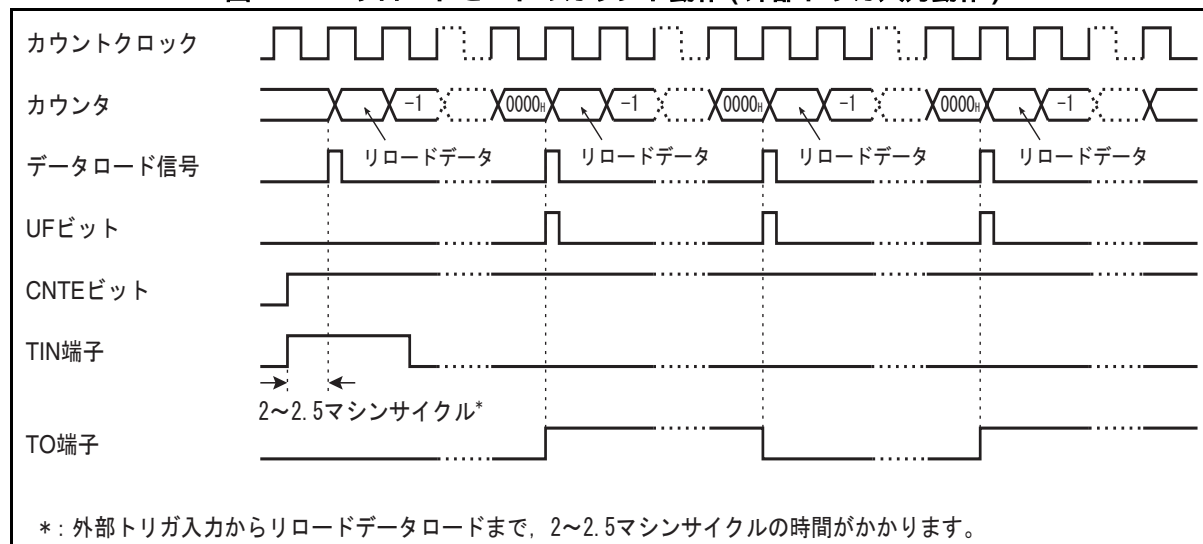 カウントクロック
カウンタ
-1 0000H -1 0000H -1 0000H -1
リロードデータ リロードデータ リロードデータ リロードデータ
データロード信号
UFビット
CNTEビット
TIN端子
2～2.5マシンサイクル*
TO端子
*：外部トリガ入力からリロードデータロードまで，2～2.5マシンサイクルの時間がかかります。